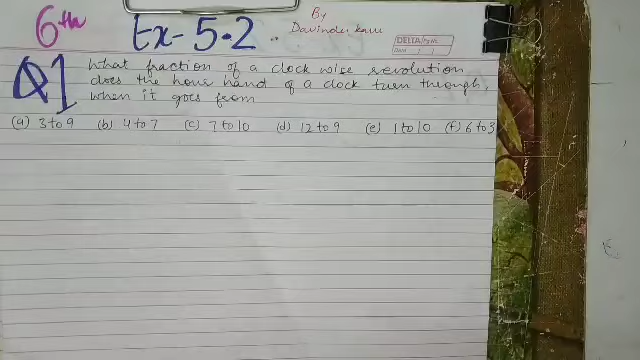 6th Ex-5.2 By
Davinder Kaur
DELTA
Q1 What fraction of a clock wise revolution
does the hour hand of a clock turn through,
when it goes from
(a) 3 to 9 (b) 4 to 7 (c) 7 to 10 (d) 12 to 9 (e) 1 to 10 (f) 6 to 3